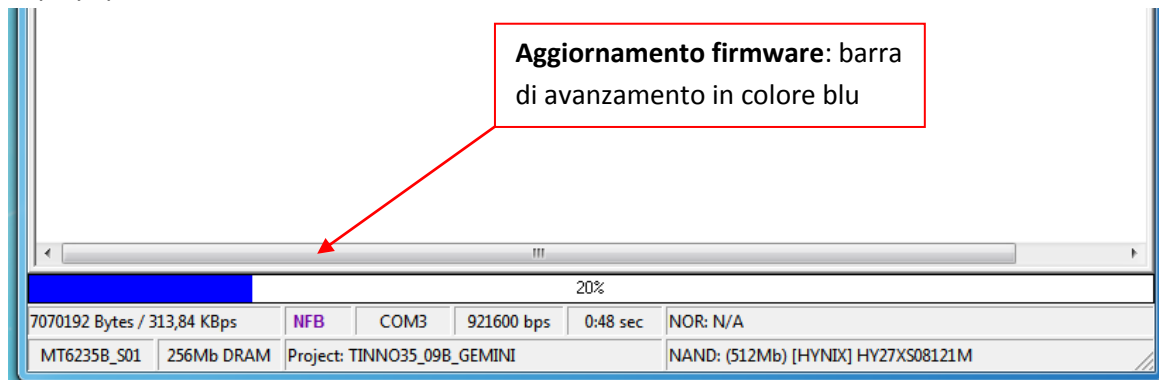 Aggiornamento firmware: barra
di avanzamento in colore blu
20%
7070192 Bytes / 313,84 KBps NFB COM3 921600 bps 0:48 sec NOR: N/A
MT6235B_S01 256Mb DRAM Project: TINNO35_09B_GEMINI NAND: (512Mb) [HYNIX] HY27XS08121M